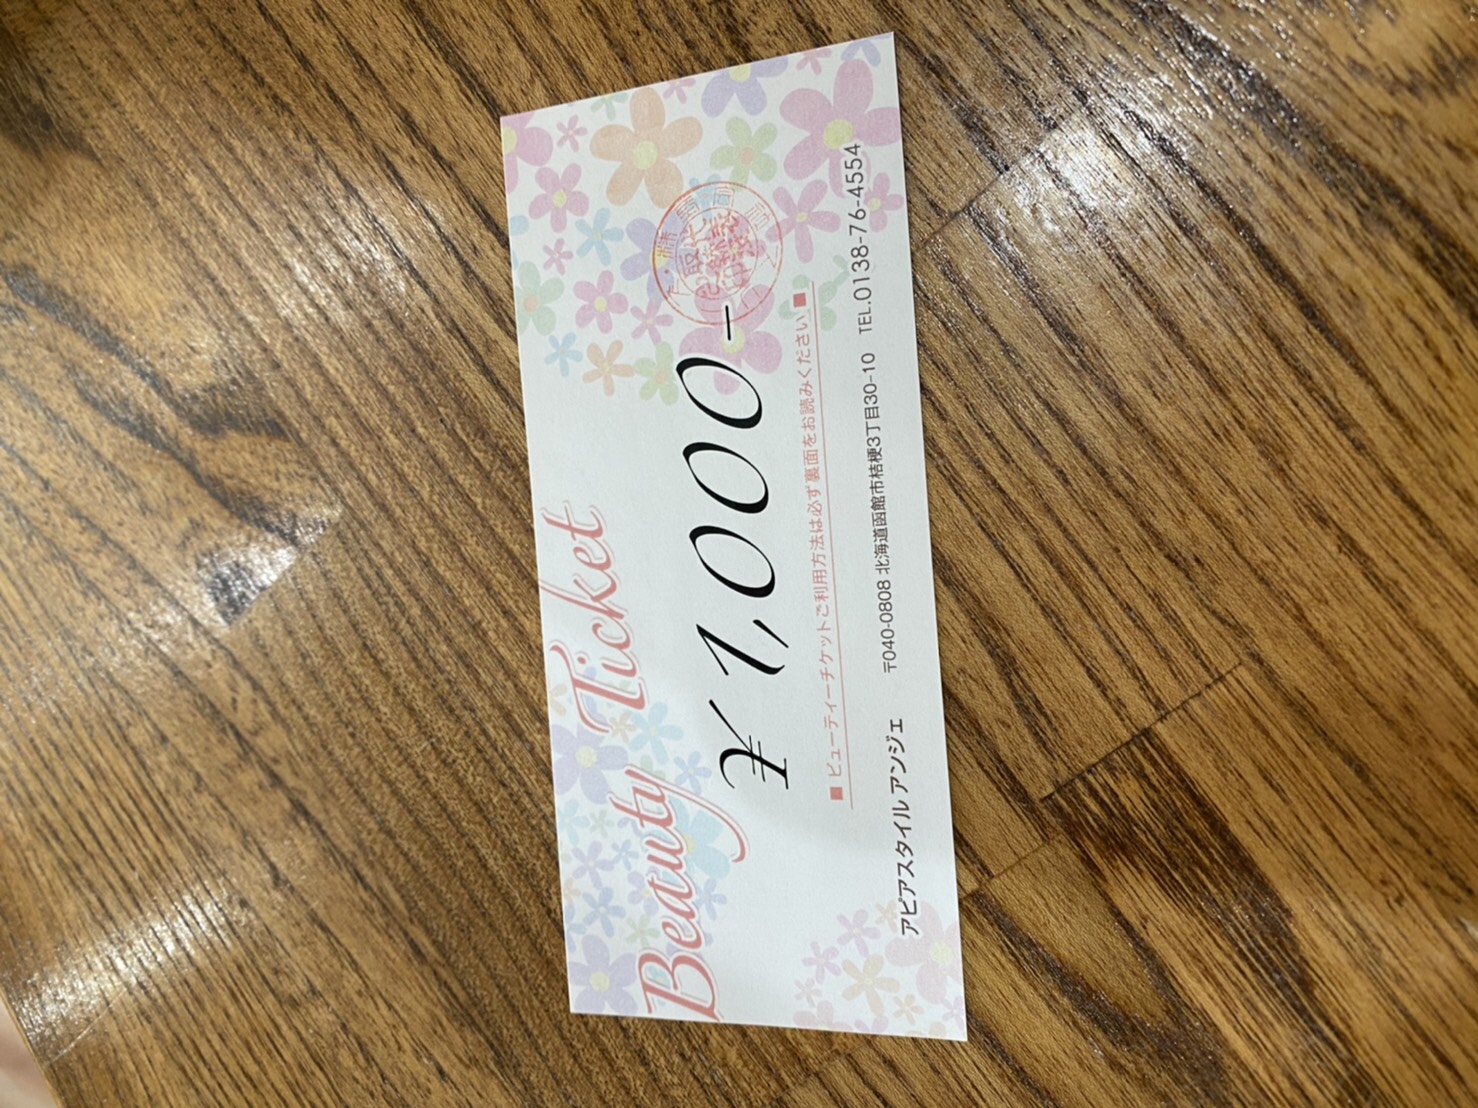 Beauty Ticket
¥1,000-
■ ビューティーチケットご利用方法は必ず裏面をお読みください ■
アピアスタイル アンジェ 〒040-0808 北海道函館市桔梗3丁目30-10 TEL.0138-76-4554